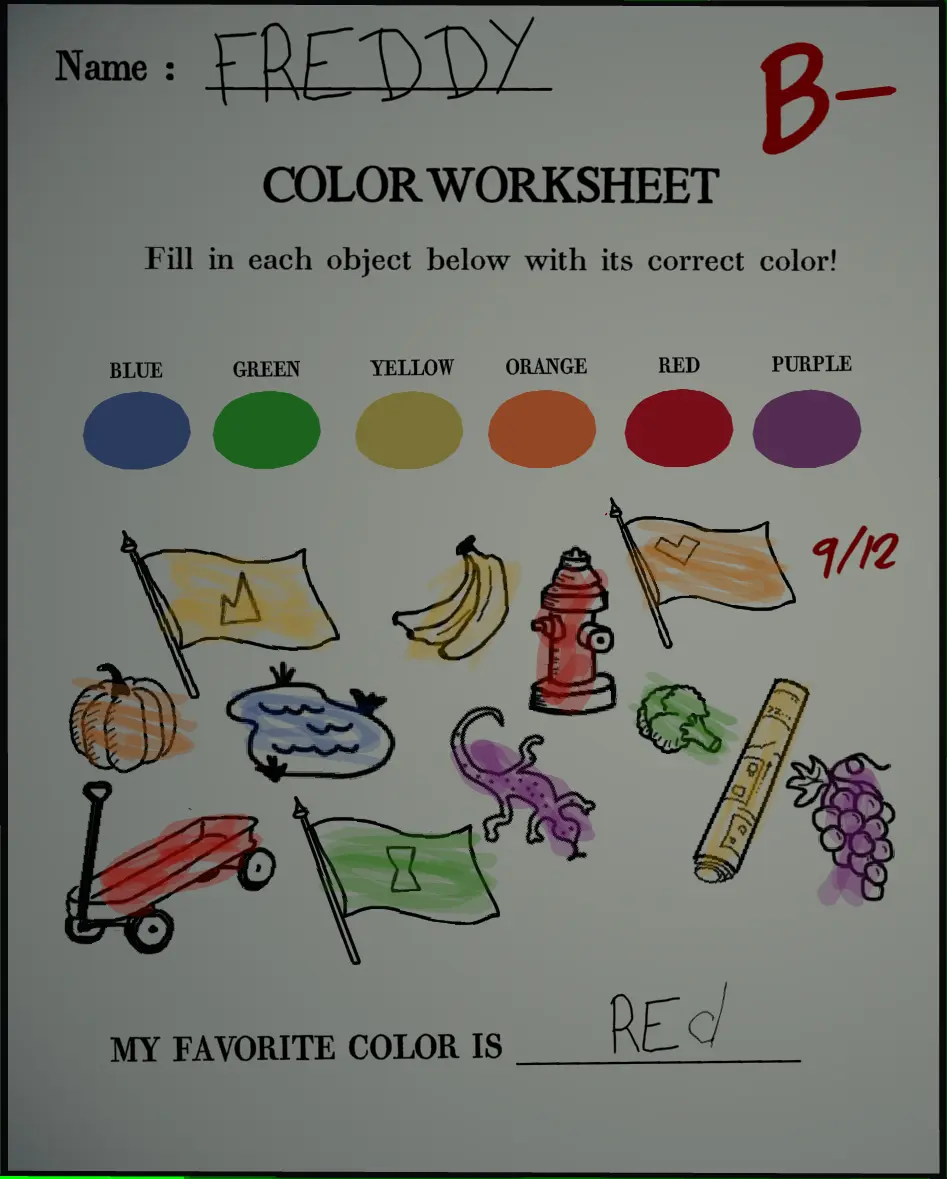 Name : FREDDY
B-
COLOR WORKSHEET
Fill in each object below with its correct color!
BLUE GREEN YELLOW ORANGE RED PURPLE
9/12
MY FAVORITE COLOR IS REd